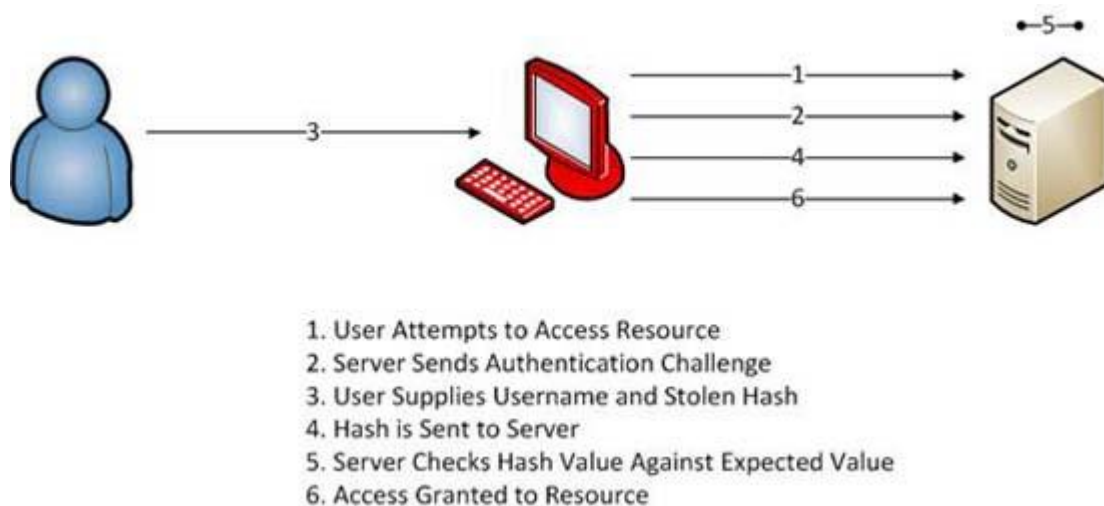 5
1
2
3
4
6
1. User Attempts to Access Resource
2. Server Sends Authentication Challenge
3. User Supplies Username and Stolen Hash
4. Hash is Sent to Server
5. Server Checks Hash Value Against Expected Value
6. Access Granted to Resource